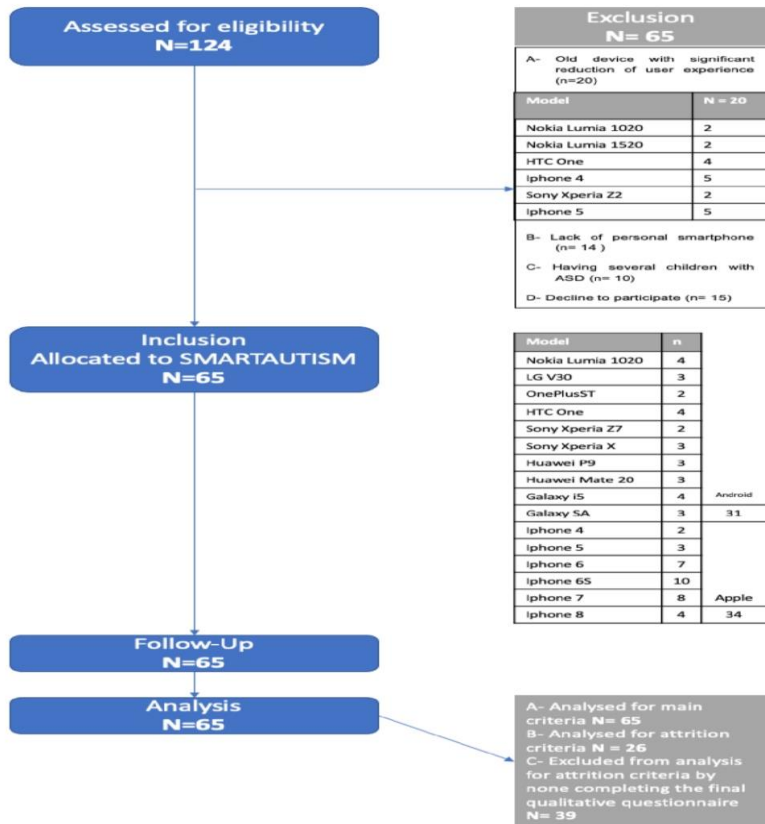 Assessed for eligibility
N=124
Exclusion
N= 65
A- Old device with significant
reduction of user experience
(n=20)
Model N = 20
Nokia Lumia 1020 2
Nokia Lumia 1520 2
HTC One 4
Iphone 4 5
Sony Xperia Z2 2
Iphone 5 5
B- Lack of personal smartphone
(n= 14 )
C- Having several children with
ASD (n= 10)
D- Decline to participate (n= 15)
Inclusion
Allocated to SMARTAUTISM
N=65
Model n
Nokia Lumia 1020 4
LG V30 3
OnePlusST 2
HTC One 4
Sony Xperia Z7 2
Sony Xperia X 3
Huawei P9 3
Huawei Mate 20 3
Galaxy i5 4 Android
Galaxy SA 3 31
Iphone 4 2
Iphone 5 3
Iphone 6 7
Iphone 6S 10
Iphone 7 8 Apple
Iphone 8 4 34
Follow-Up
N=65
Analysis
N=65
A- Analysed for main
criteria N= 65
B- Analysed for attrition
criteria N = 26
C- Excluded from analysis
for attrition criteria by
none completing the final
qualitative questionnaire
N= 39